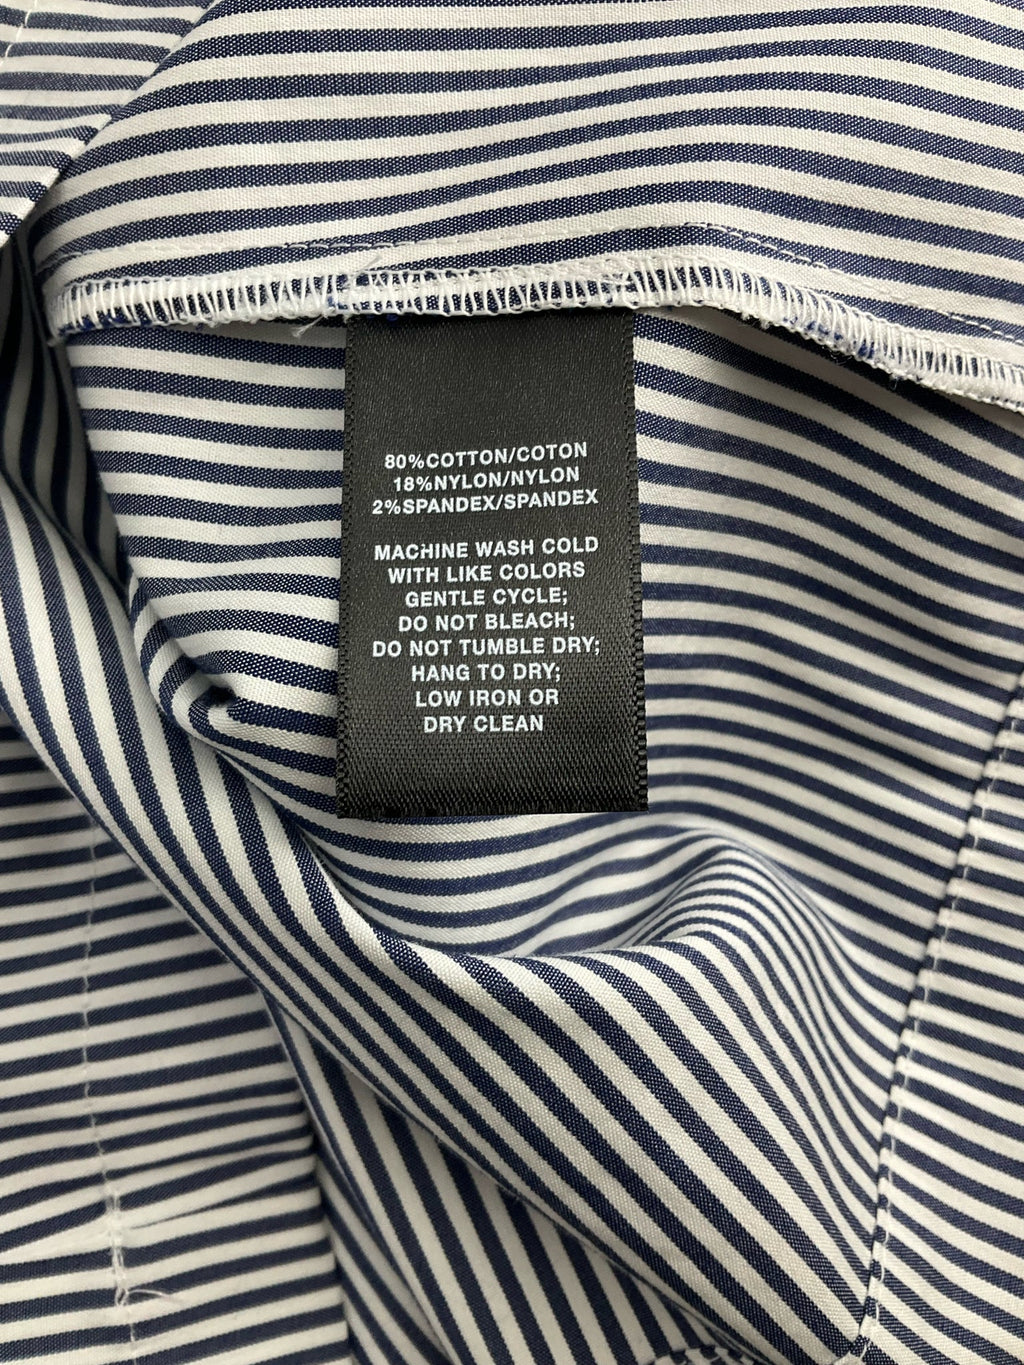 80%COTTON/COTON
18%NYLON/NYLON
2%SPANDEX/SPANDEX
MACHINE WASH COLD
WITH LIKE COLORS
GENTLE CYCLE;
DO NOT BLEACH;
DO NOT TUMBLE DRY;
HANG TO DRY;
LOW IRON OR
DRY CLEAN